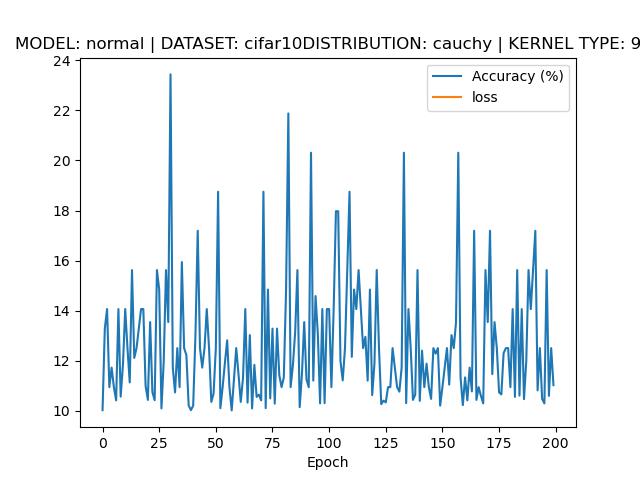 MODEL: normal | DATASET: cifar10DISTRIBUTION: cauchy | KERNEL TYPE: 9
24
22
20
18
16
14
12
10
Accuracy (%)
loss
0 25 50 75 100 125 150 175 200
Epoch